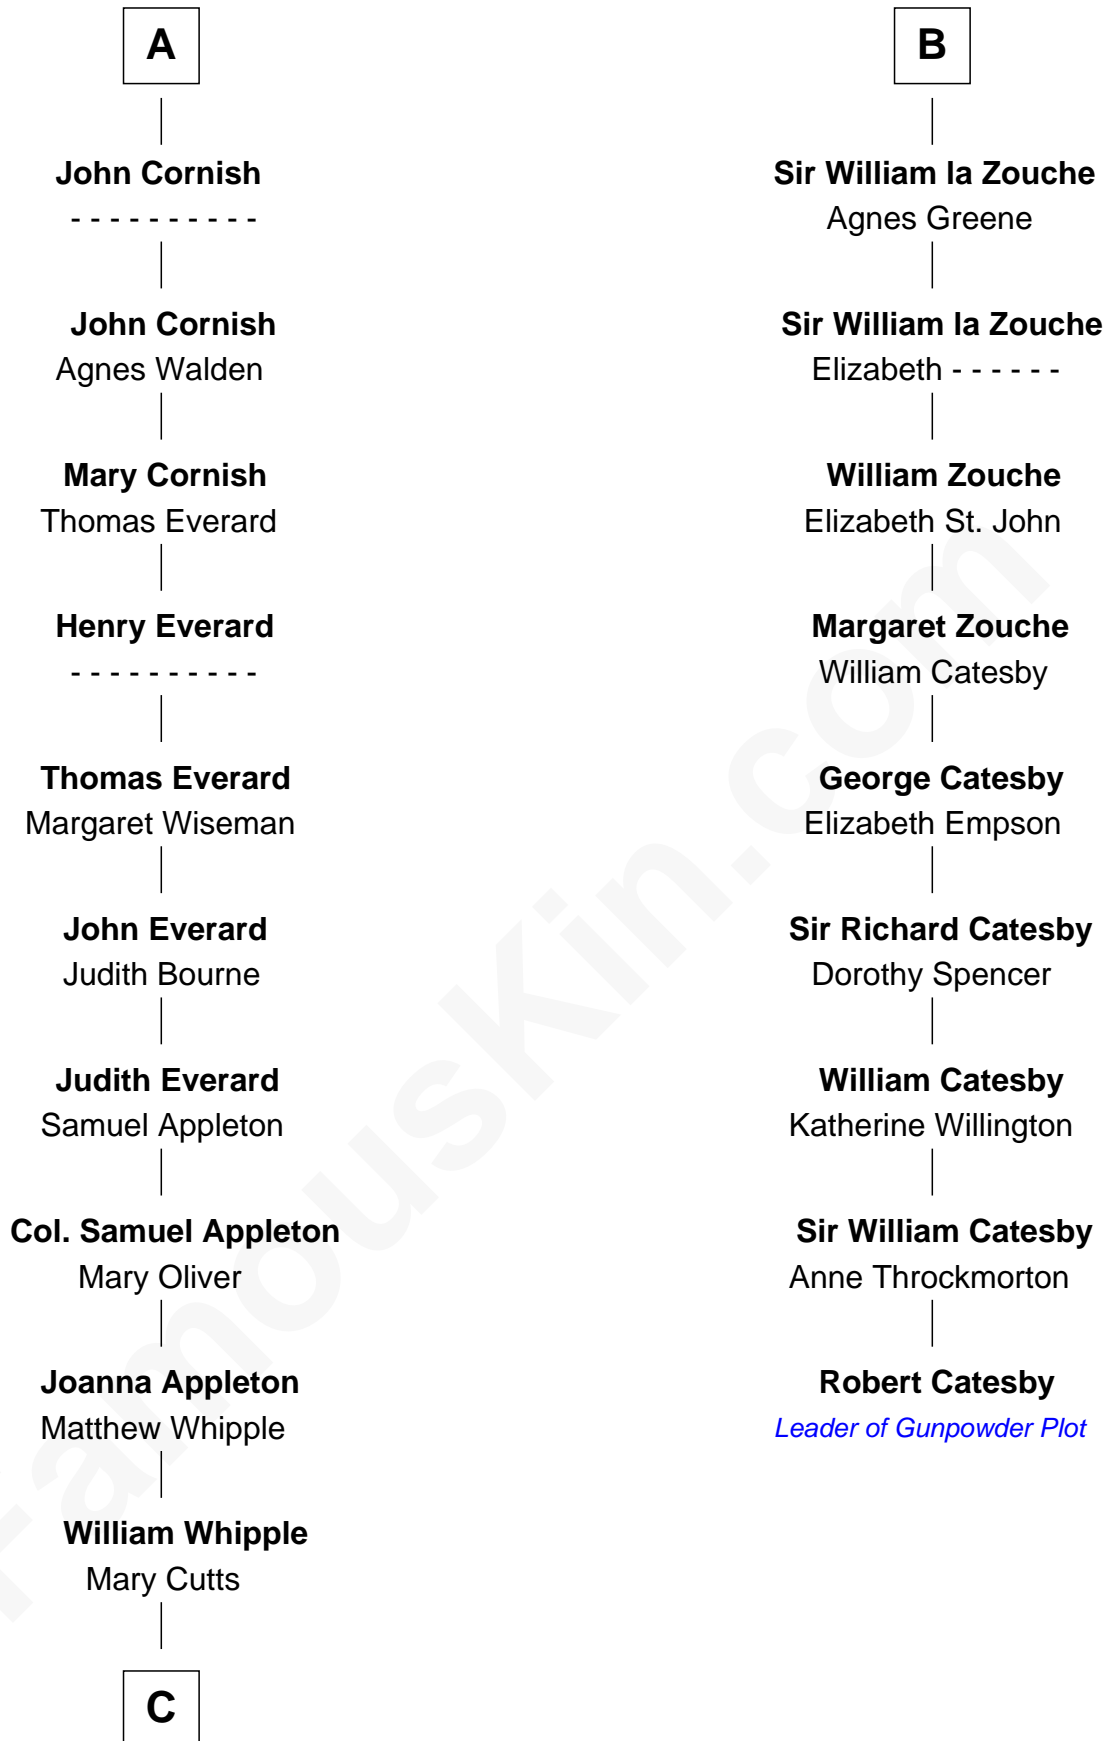 A
John Cornish
- - - - - - - - - -
John Cornish
Agnes Walden
Mary Cornish
Thomas Everard
Henry Everard
- - - - - - - - - -
Thomas Everard
Margaret Wiseman
John Everard
Judith Bourne
Judith Everard
Samuel Appleton
Col. Samuel Appleton
Mary Oliver
Joanna Appleton
Matthew Whipple
William Whipple
Mary Cutts
C
B
Sir William la Zouche
Agnes Greene
Sir William la Zouche
Elizabeth - - - - - -
William Zouche
Elizabeth St. John
Margaret Zouche
William Catesby
George Catesby
Elizabeth Empson
Sir Richard Catesby
Dorothy Spencer
William Catesby
Katherine Willington
Sir William Catesby
Anne Throckmorton
Robert Catesby
Leader of Gunpowder Plot
FamousKin.com